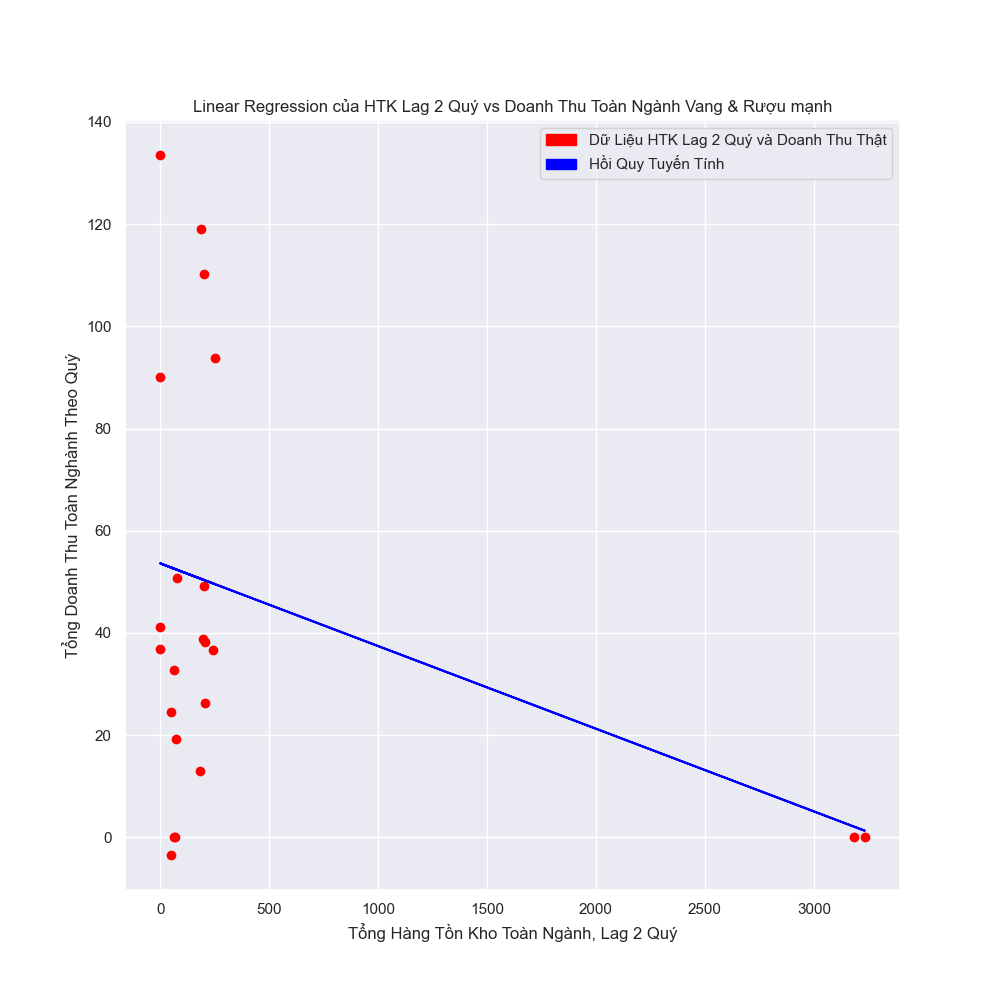 Linear Regression của HTK Lag 2 Quý vs Doanh Thu Toàn Ngành Vang & Rượu mạnh
Dữ Liệu HTK Lag 2 Quý và Doanh Thu Thật
Hồi Quy Tuyến Tính
Tổng Doanh Thu Toàn Nghành Theo Quý
140
120
100
80
60
40
20
0
0 500 1000 1500 2000 2500 3000
Tổng Hàng Tồn Kho Toàn Ngành, Lag 2 Quý